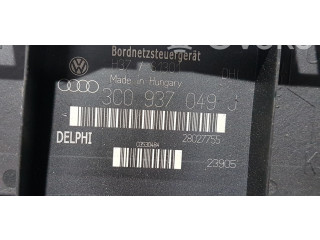 Bordnetzsteuergerät
Made in Hungary
3C0 937 049 J
DELPHI
28027755
23905